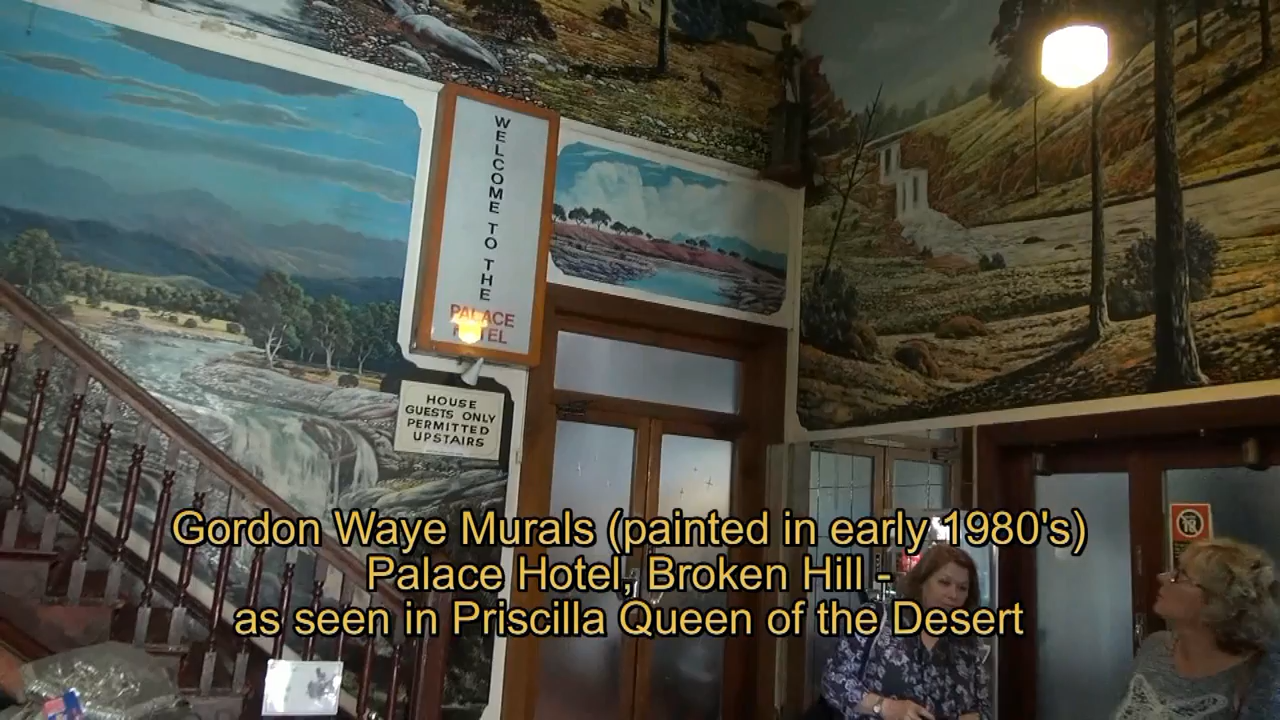 WELCOME TO THE
PALACE
HOTEL
HOUSE
GUESTS ONLY
PERMITTED
UPSTAIRS
Gordon Waye Murals (painted in early 1980's)
Palace Hotel, Broken Hill -
as seen in Priscilla Queen of the Desert